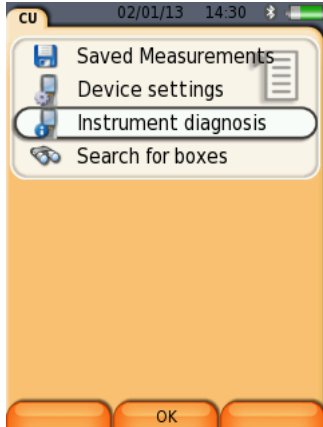 CU 02/01/13 14:30
Saved Measurements
Device settings
Instrument diagnosis
Search for boxes
OK